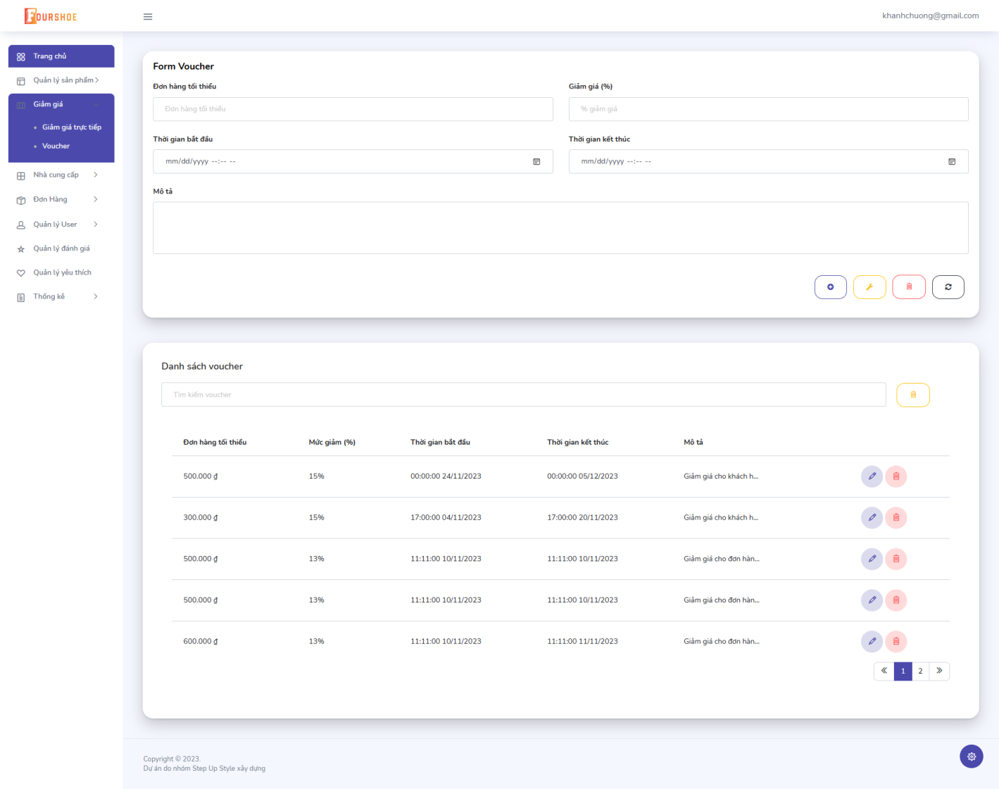 FOURSHOE
khanhchuong@gmail.com
Trang chủ
Quản lý sản phẩm
Giảm giá
Giảm giá trực tiếp
Voucher
Nhà cung cấp
Đơn Hàng
Quản lý User
Quản lý đánh giá
Quản lý yêu thích
Thống kê
Form Voucher
Đơn hàng tối thiểu
Giảm giá (%)
Đơn hàng tối thiểu
% giảm giá
Thời gian bắt đầu
Thời gian kết thúc
mm/dd/yyyy --:-- --
mm/dd/yyyy --:-- --
Mô tả
Danh sách voucher
Tìm kiếm voucher
Đơn hàng tối thiểu Mức giảm (%) Thời gian bắt đầu Thời gian kết thúc Mô tả
500.000 ₫ 15% 00:00:00 24/11/2023 00:00:00 05/12/2023 Giảm giá cho khách h...
300.000 ₫ 15% 17:00:00 04/11/2023 17:00:00 20/11/2023 Giảm giá cho khách h...
500.000 ₫ 13% 11:11:00 10/11/2023 11:11:00 10/11/2023 Giảm giá cho đơn hàn...
500.000 ₫ 13% 11:11:00 10/11/2023 11:11:00 10/11/2023 Giảm giá cho đơn hàn...
600.000 ₫ 13% 11:11:00 10/11/2023 11:11:00 11/11/2023 Giảm giá cho đơn hàn...
« 1 2 »
Copyright © 2023.
Dự án do nhóm Step Up Style xây dựng